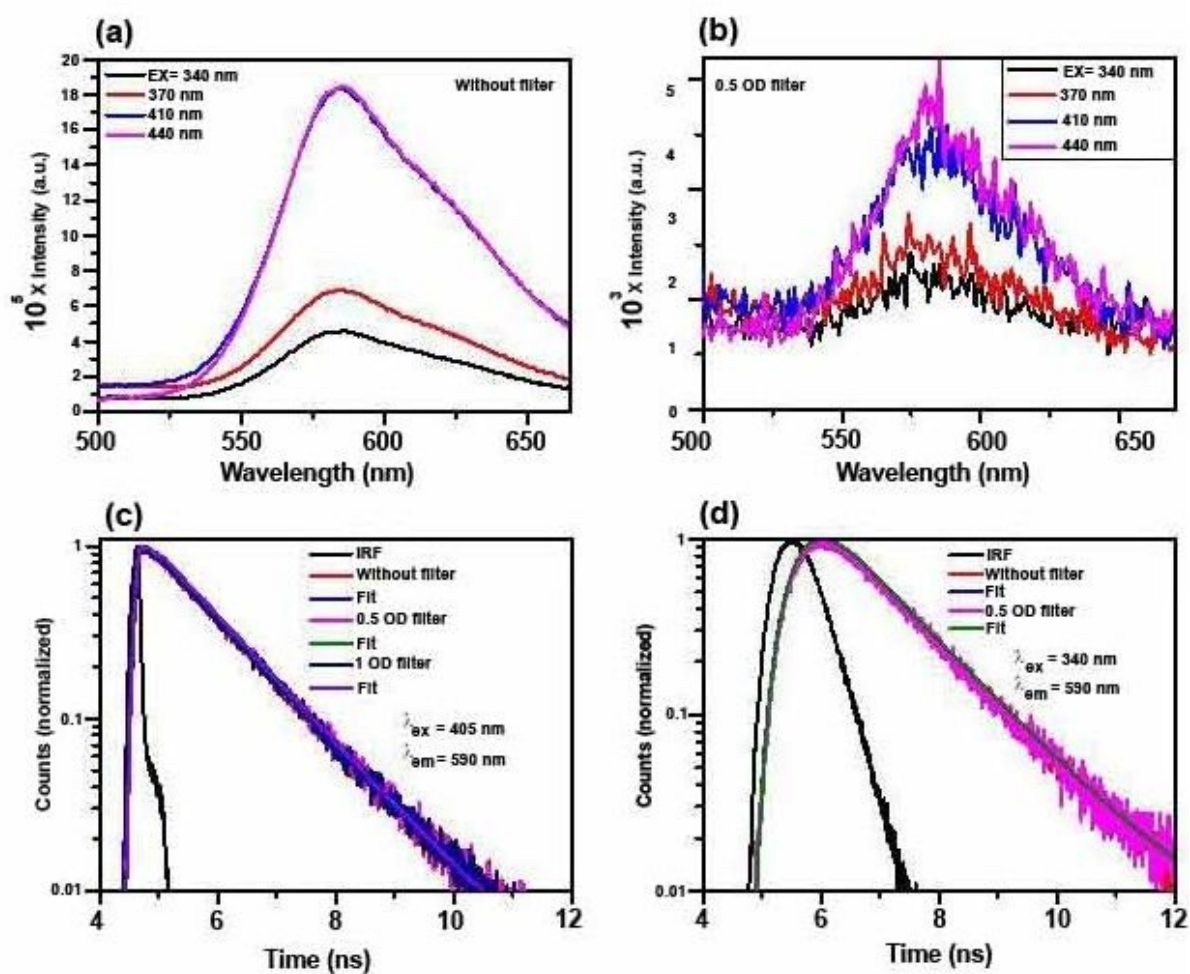 (a)
20
18
16
14
12
10
8
6
4
2
0
10^5 X Intensity (a.u.)
EX= 340 nm
370 nm
410 nm
440 nm
Without filter
500
550
600
650
Wavelength (nm)
(b)
5
4
3
2
1
0
10^3 X Intensity (a.u.)
0.5 OD filter
EX= 340 nm
370 nm
410 nm
440 nm
500
550
600
650
Wavelength (nm)
(c)
1
0.1
0.01
Counts (normalized)
IRF
Without filter
Fit
0.5 OD filter
Fit
1 OD filter
Fit
λex = 405 nm
λem = 590 nm
4
6
8
10
12
Time (ns)
(d)
1
0.1
0.01
Counts (normalized)
IRF
Without filter
Fit
0.5 OD filter
Fit
λex = 340 nm
λem = 590 nm
4
6
8
10
12
Time (ns)